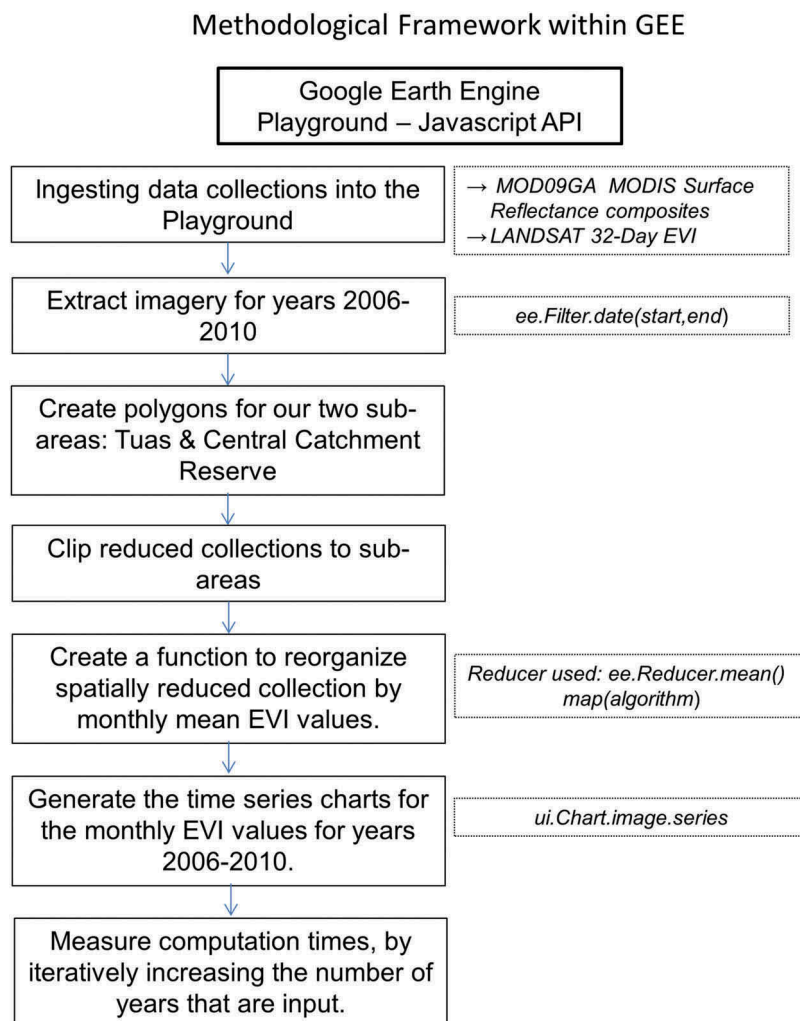 Methodological Framework within GEE
Google Earth Engine
Playground – Javascript API
Ingesting data collections into the
Playground
→ MOD09GA MODIS Surface
Reflectance composites
→LANDSAT 32-Day EVI
Extract imagery for years 2006-
2010
ee.Filter.date(start,end)
Create polygons for our two sub-
areas: Tuas & Central Catchment
Reserve
Clip reduced collections to sub-
areas
Create a function to reorganize
spatially reduced collection by
monthly mean EVI values.
Reducer used: ee.Reducer.mean()
map(algorithm)
Generate the time series charts for
the monthly EVI values for years
2006-2010.
ui.Chart.image.series
Measure computation times, by
iteratively increasing the number of
years that are input.